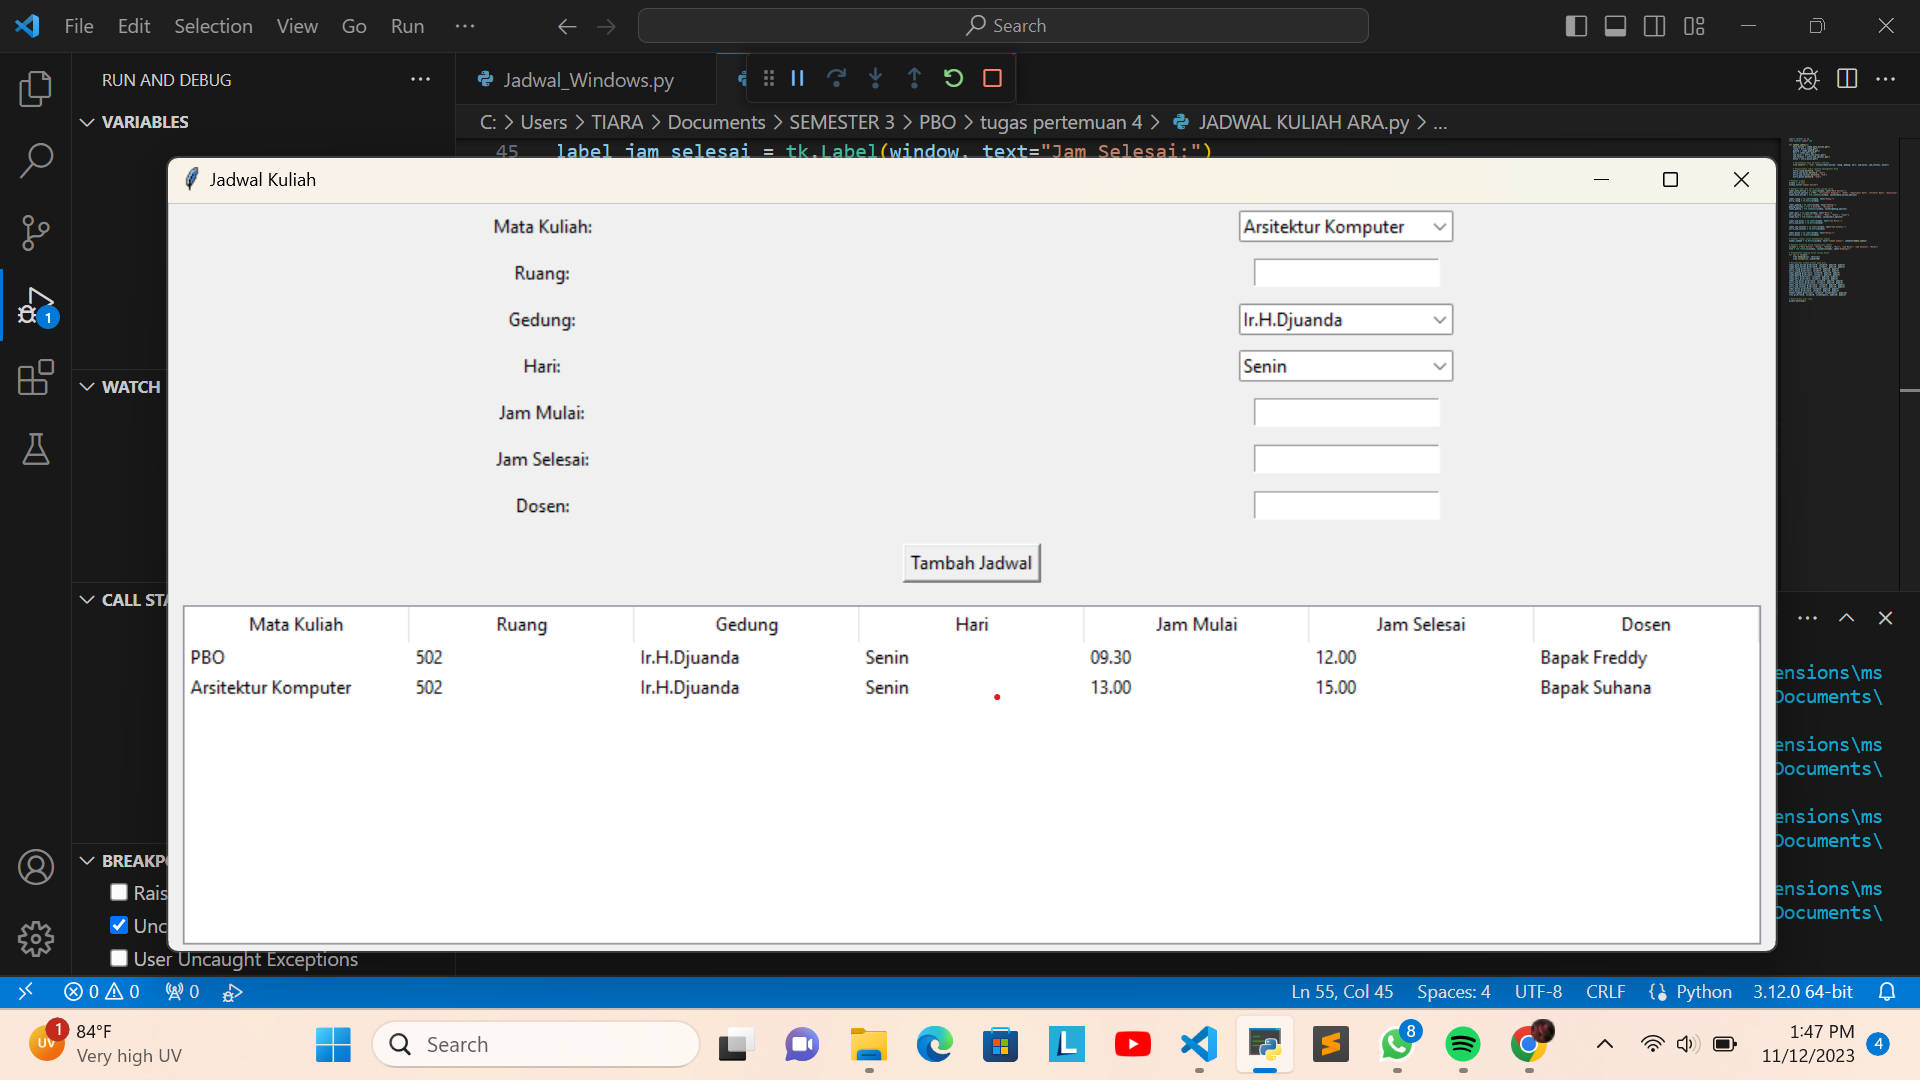 File Edit Selection View Go Run ... Search
RUN AND DEBUG ...
Jadwal_Windows.py
VARIABLES
C: > Users > TIARA > Documents > SEMESTER 3 > PBO > tugas pertemuan 4 > JADWAL KULIAH ARA.py > ...
45 label_jam_selesai = tk.Label(window, text="Jam Selesai:")
Jadwal Kuliah
Mata Kuliah: Arsitektur Komputer
Ruang:
Gedung: Ir.H.Djuanda
Hari: Senin
Jam Mulai:
Jam Selesai:
Dosen:
Tambah Jadwal
Mata Kuliah Ruang Gedung Hari Jam Mulai Jam Selesai Dosen
PBO 502 Ir.H.Djuanda Senin 09.30 12.00 Bapak Freddy
Arsitektur Komputer 502 Ir.H.Djuanda Senin 13.00 15.00 Bapak Suhana
1
WATCH
CALL STA
BREAKP
Rais
Unc
User Uncaught Exceptions
ensions\ms
Documents\
ensions\ms
Documents\
ensions\ms
Documents\
ensions\ms
Documents\
0 0 0 Ln 55, Col 45 Spaces: 4 UTF-8 CRLF Python 3.12.0 64-bit
1 UV 84°F
Very high UV
Search
L
8
1:47 PM
11/12/2023
4